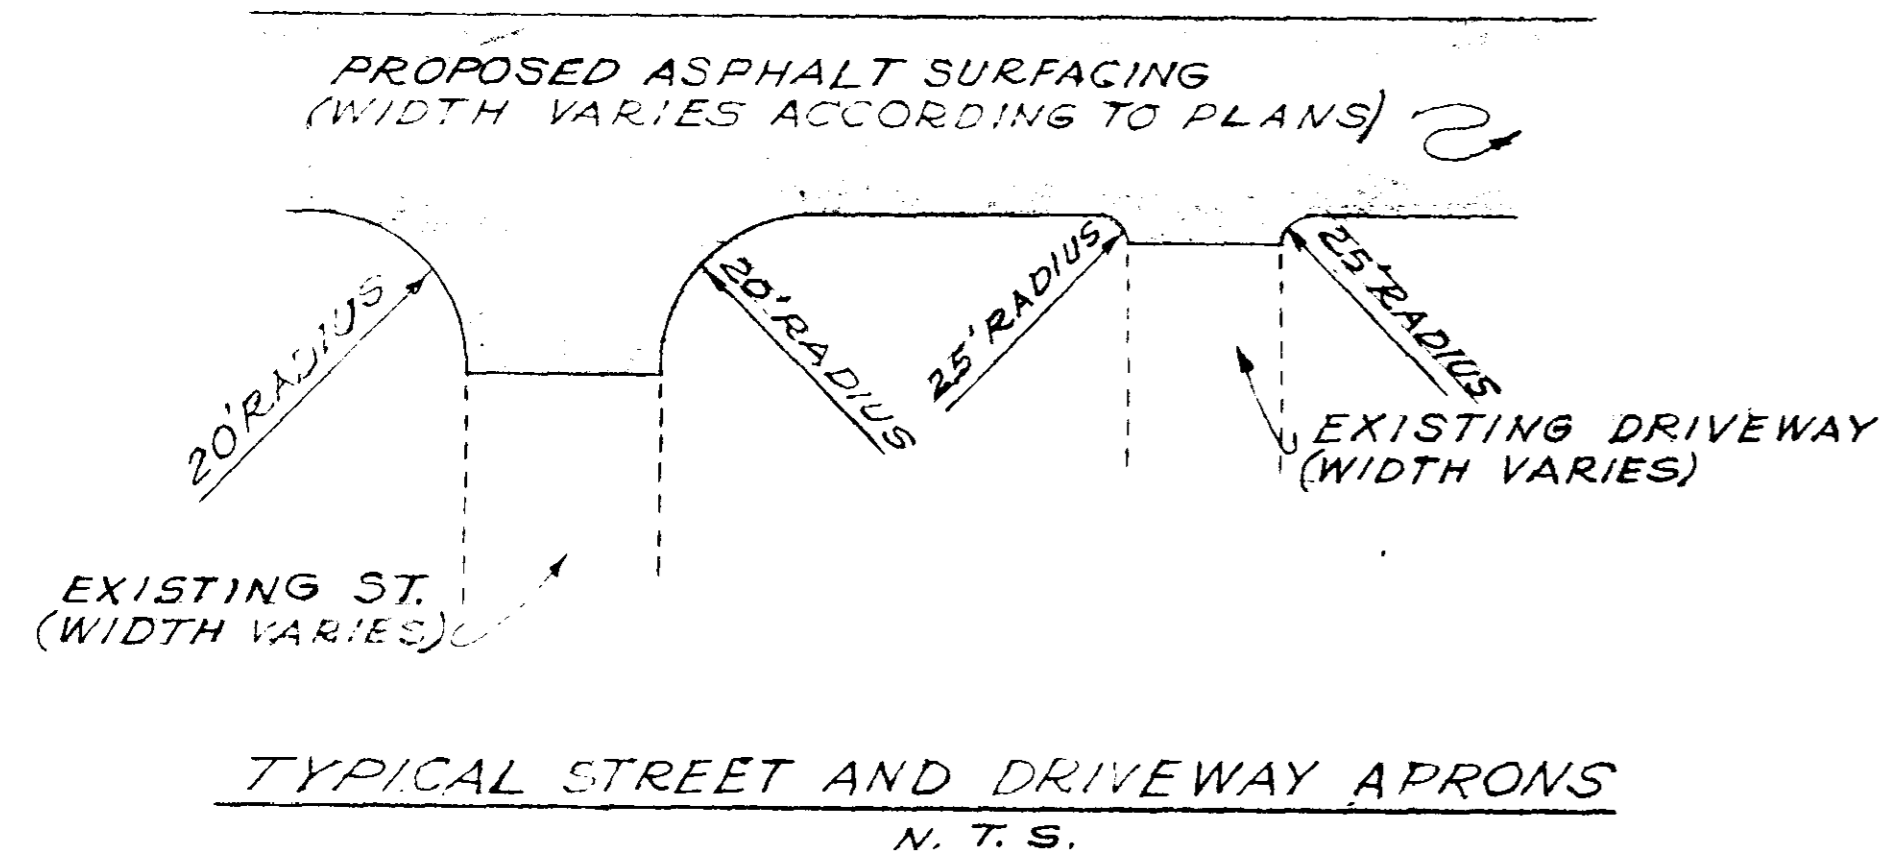 PROPOSED ASPHALT SURFACING
(WIDTH VARIES ACCORDING TO PLANS)
20' RADIUS
20' RADIUS
25' RADIUS
25' RADIUS
EXISTING DRIVEWAY
(WIDTH VARIES)
EXISTING ST.
(WIDTH VARIES)
TYPICAL STREET AND DRIVEWAY APRONS
N. T. S.